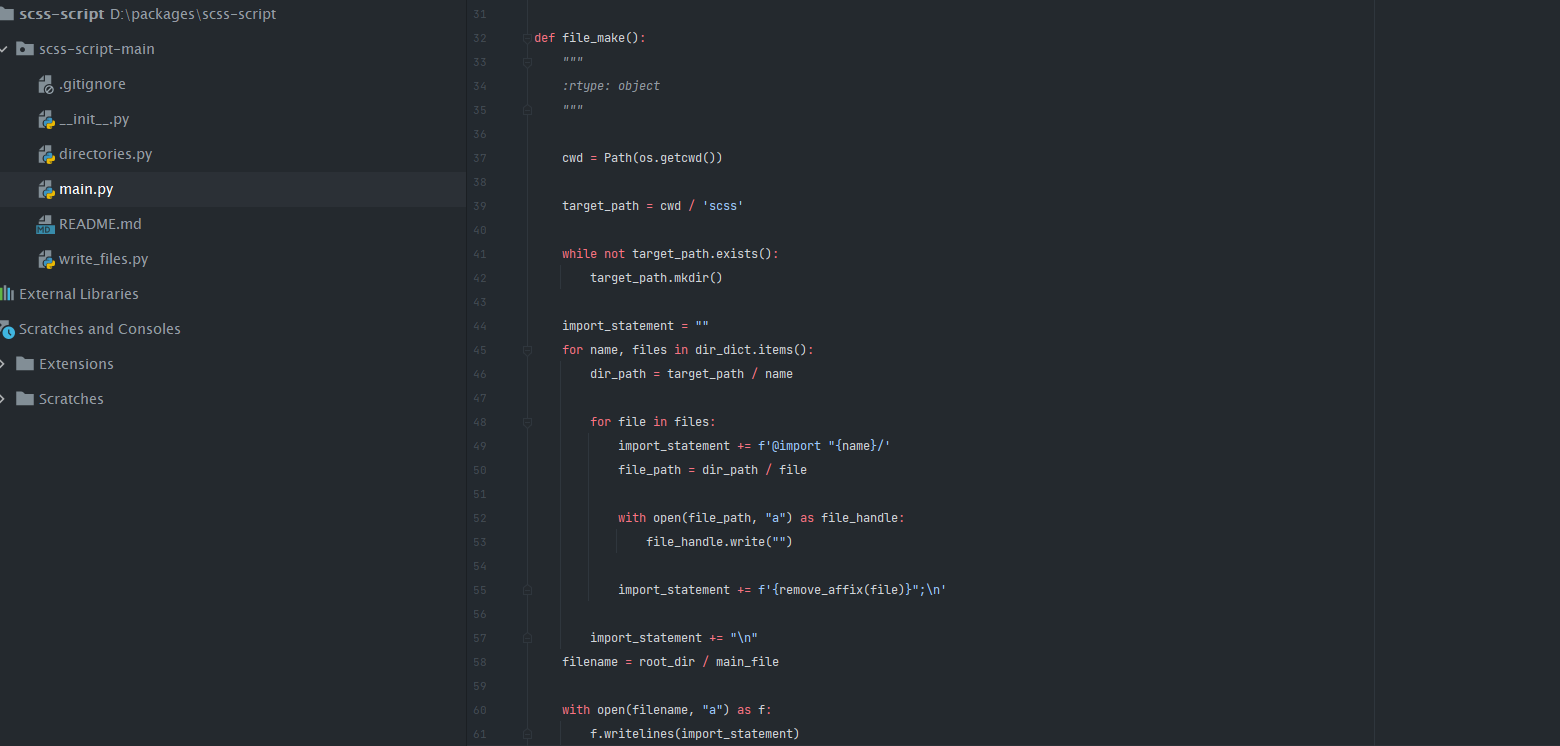 scss-script D:\packages\scss-script
scss-script-main
.gitignore
__init__.py
directories.py
main.py
README.md
write_files.py
External Libraries
Scratches and Consoles
Extensions
Scratches
31
32 def file_make():
33 """
34 :rtype: object
35 """
36
37 cwd = Path(os.getcwd())
38
39 target_path = cwd / 'scss'
40
41 while not target_path.exists():
42 target_path.mkdir()
43
44 import_statement = ""
45 for name, files in dir_dict.items():
46 dir_path = target_path / name
47
48 for file in files:
49 import_statement += f'@import "{name}/'
50 file_path = dir_path / file
51
52 with open(file_path, "a") as file_handle:
53 file_handle.write("")
54
55 import_statement += f'{remove_affix(file)}";\n'
56
57 import_statement += "\n"
58 filename = root_dir / main_file
59
60 with open(filename, "a") as f:
61 f.writelines(import_statement)